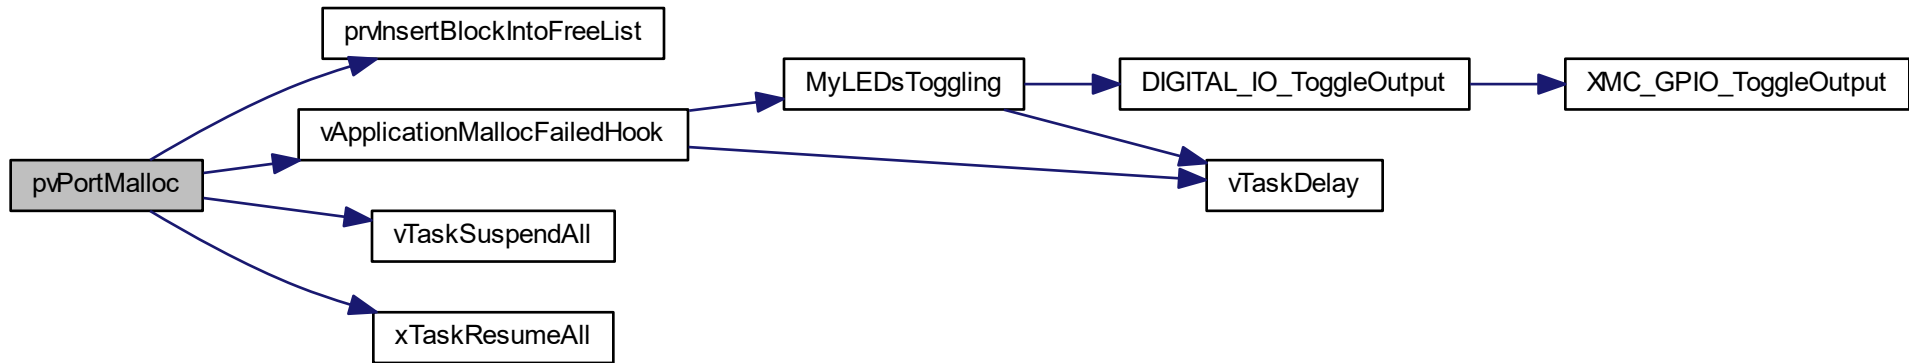 prvInsertBlockIntoFreeList
MyLEDsToggling
DIGITAL_IO_ToggleOutput
XMC_GPIO_ToggleOutput
vApplicationMallocFailedHook
pvPortMalloc
vTaskDelay
vTaskSuspendAll
xTaskResumeAll